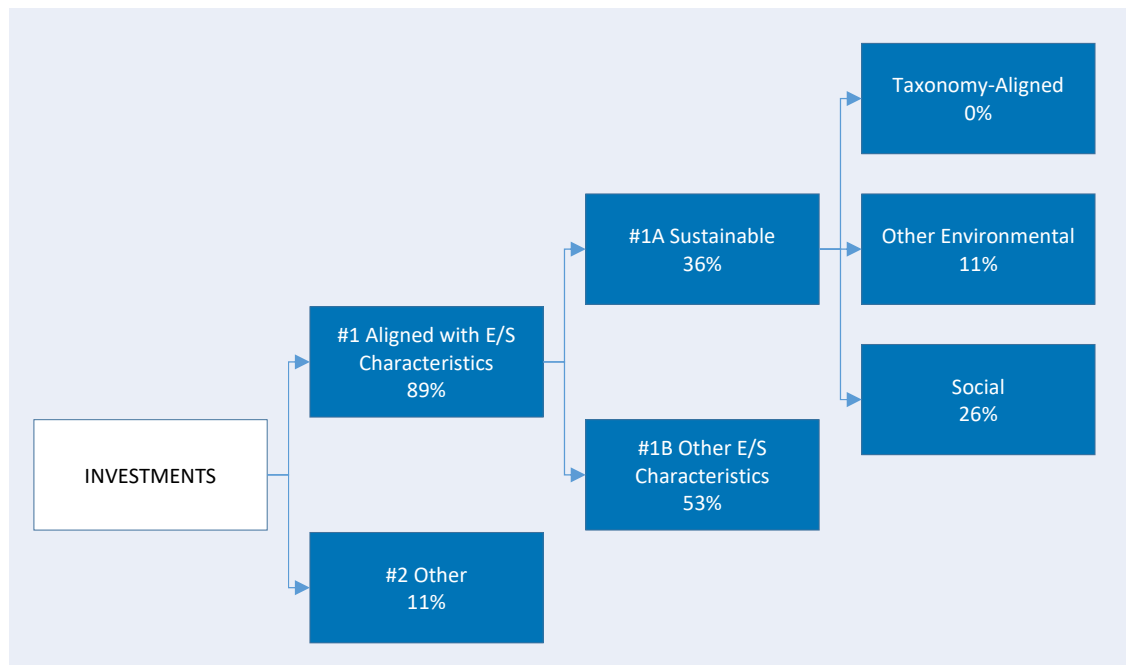 INVESTMENTS
#1 Aligned with E/S
Characteristics
89%
#2 Other
11%
#1A Sustainable
36%
#1B Other E/S
Characteristics
53%
Taxonomy-Aligned
0%
Other Environmental
11%
Social
26%